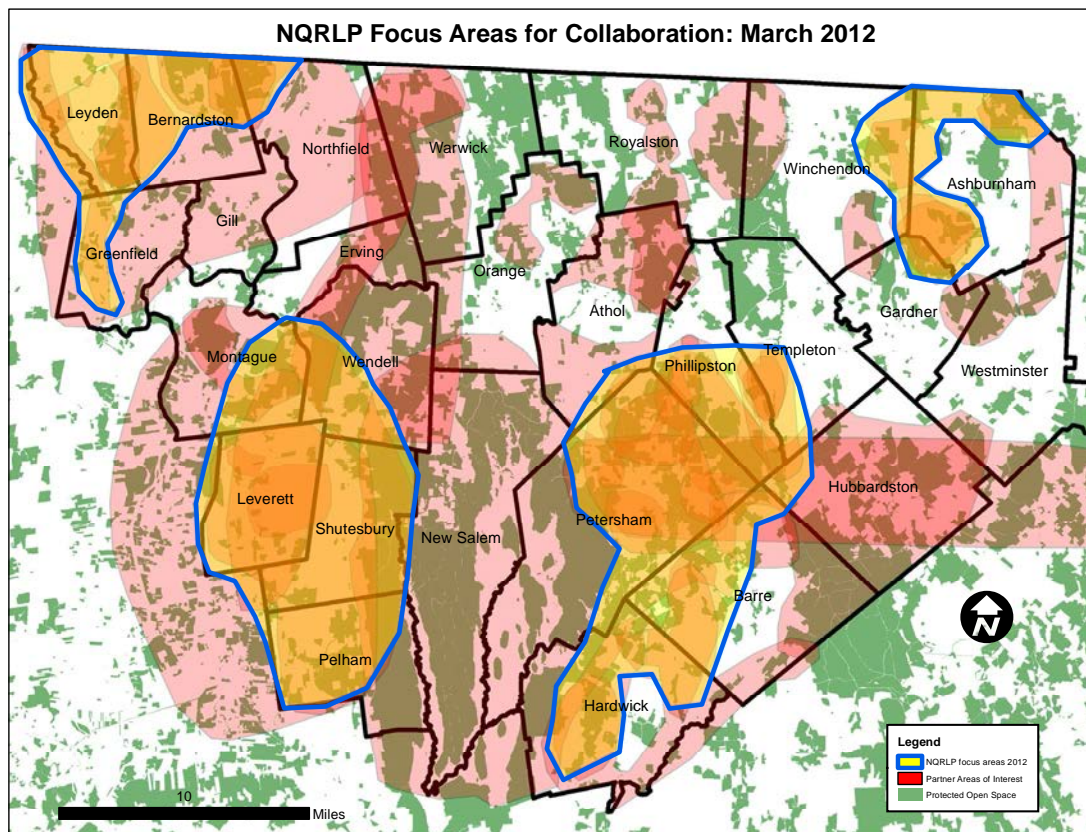 NQRLP Focus Areas for Collaboration: March 2012
Leyden
Bernardston
Northfield
Warwick
Royalston
Winchendon
Ashburnham
Gill
Greenfield
Erving
Orange
Athol
Gardner
Montague
Wendell
Phillipston
Templeton
Westminster
Leverett
Shutesbury
New Salem
Petersham
Hubbardston
Barre
Pelham
Hardwick
N
Legend
NQRLP focus areas 2012
Partner Areas of Interest
Protected Open Space
10
Miles